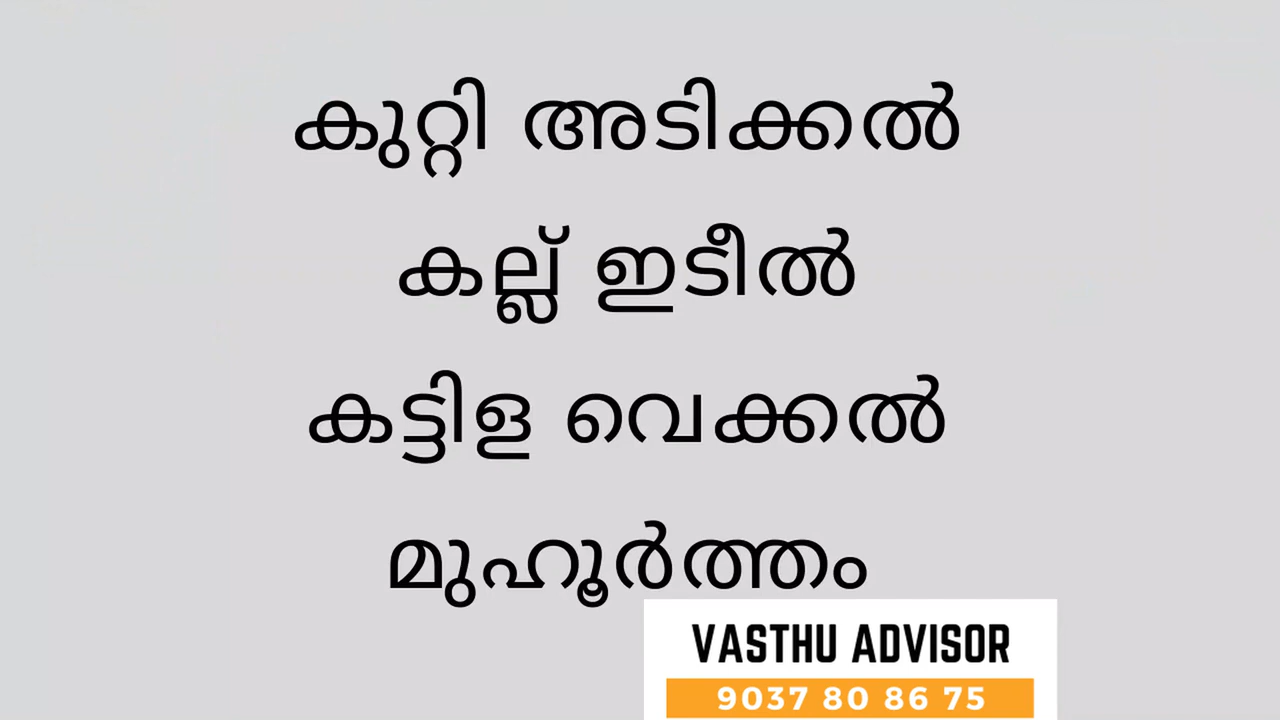 കുറ്റി അടിക്കൽ
കല്ല് ഇടീൽ
കട്ടിള വെക്കൽ
മുഹൂർത്തം
VASTHU ADVISOR
9037 80 86 75